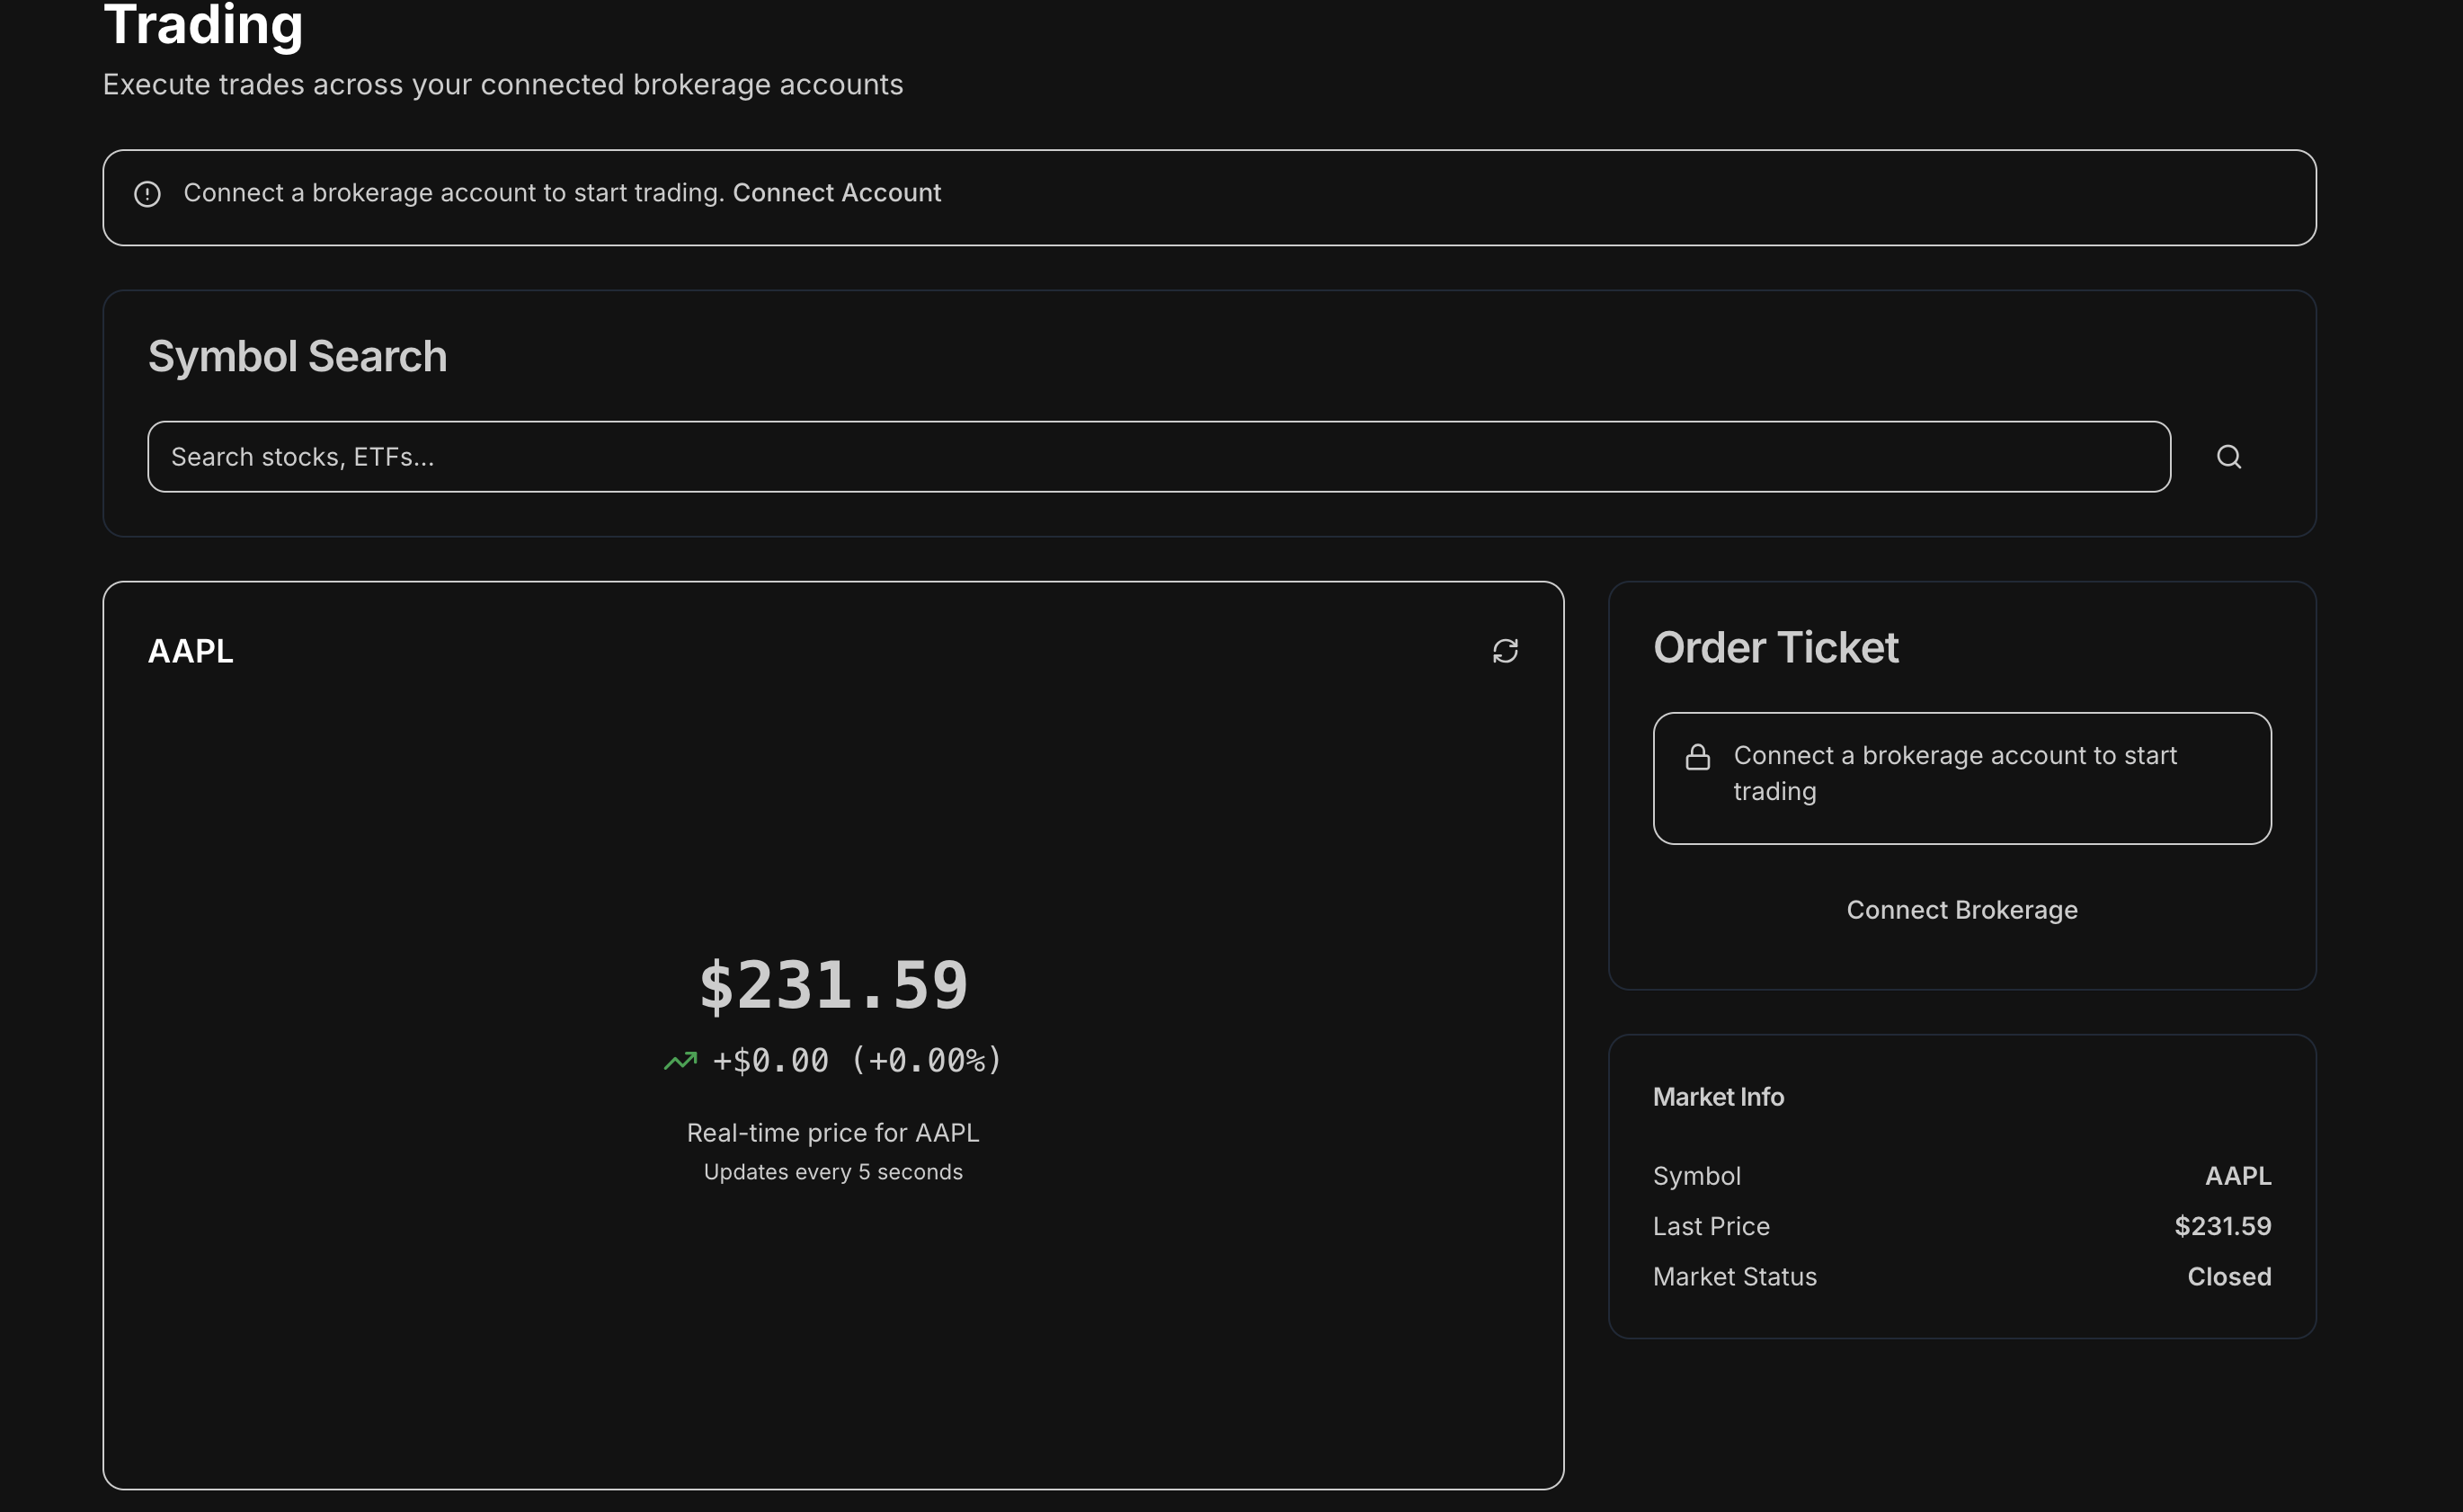 Trading
Execute trades across your connected brokerage accounts
Connect a brokerage account to start trading. Connect Account
Symbol Search
Search stocks, ETFs...
AAPL
$231.59
+$0.00 (+0.00%)
Real-time price for AAPL
Updates every 5 seconds
Order Ticket
Connect a brokerage account to start
trading
Connect Brokerage
Market Info
Symbol AAPL
Last Price $231.59
Market Status Closed